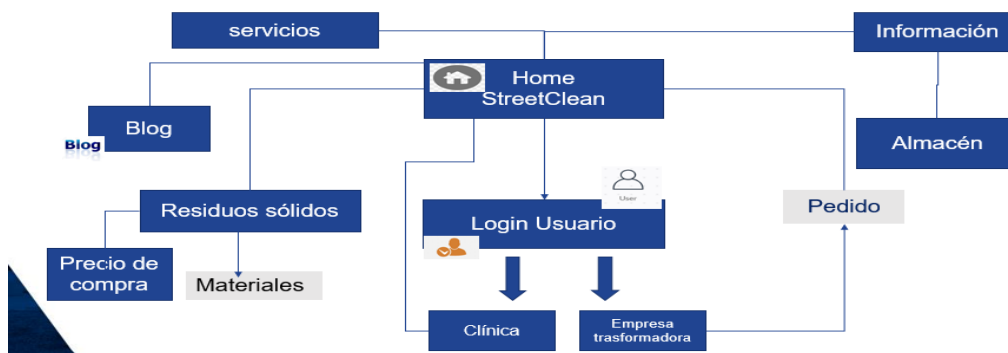 servicios
Información
Home
StreetClean
Blog
Blog
Almacén
User
Residuos sólidos
Login Usuario
Pedido
Precio de
compra
Materiales
Clínica
Empresa
trasformadora